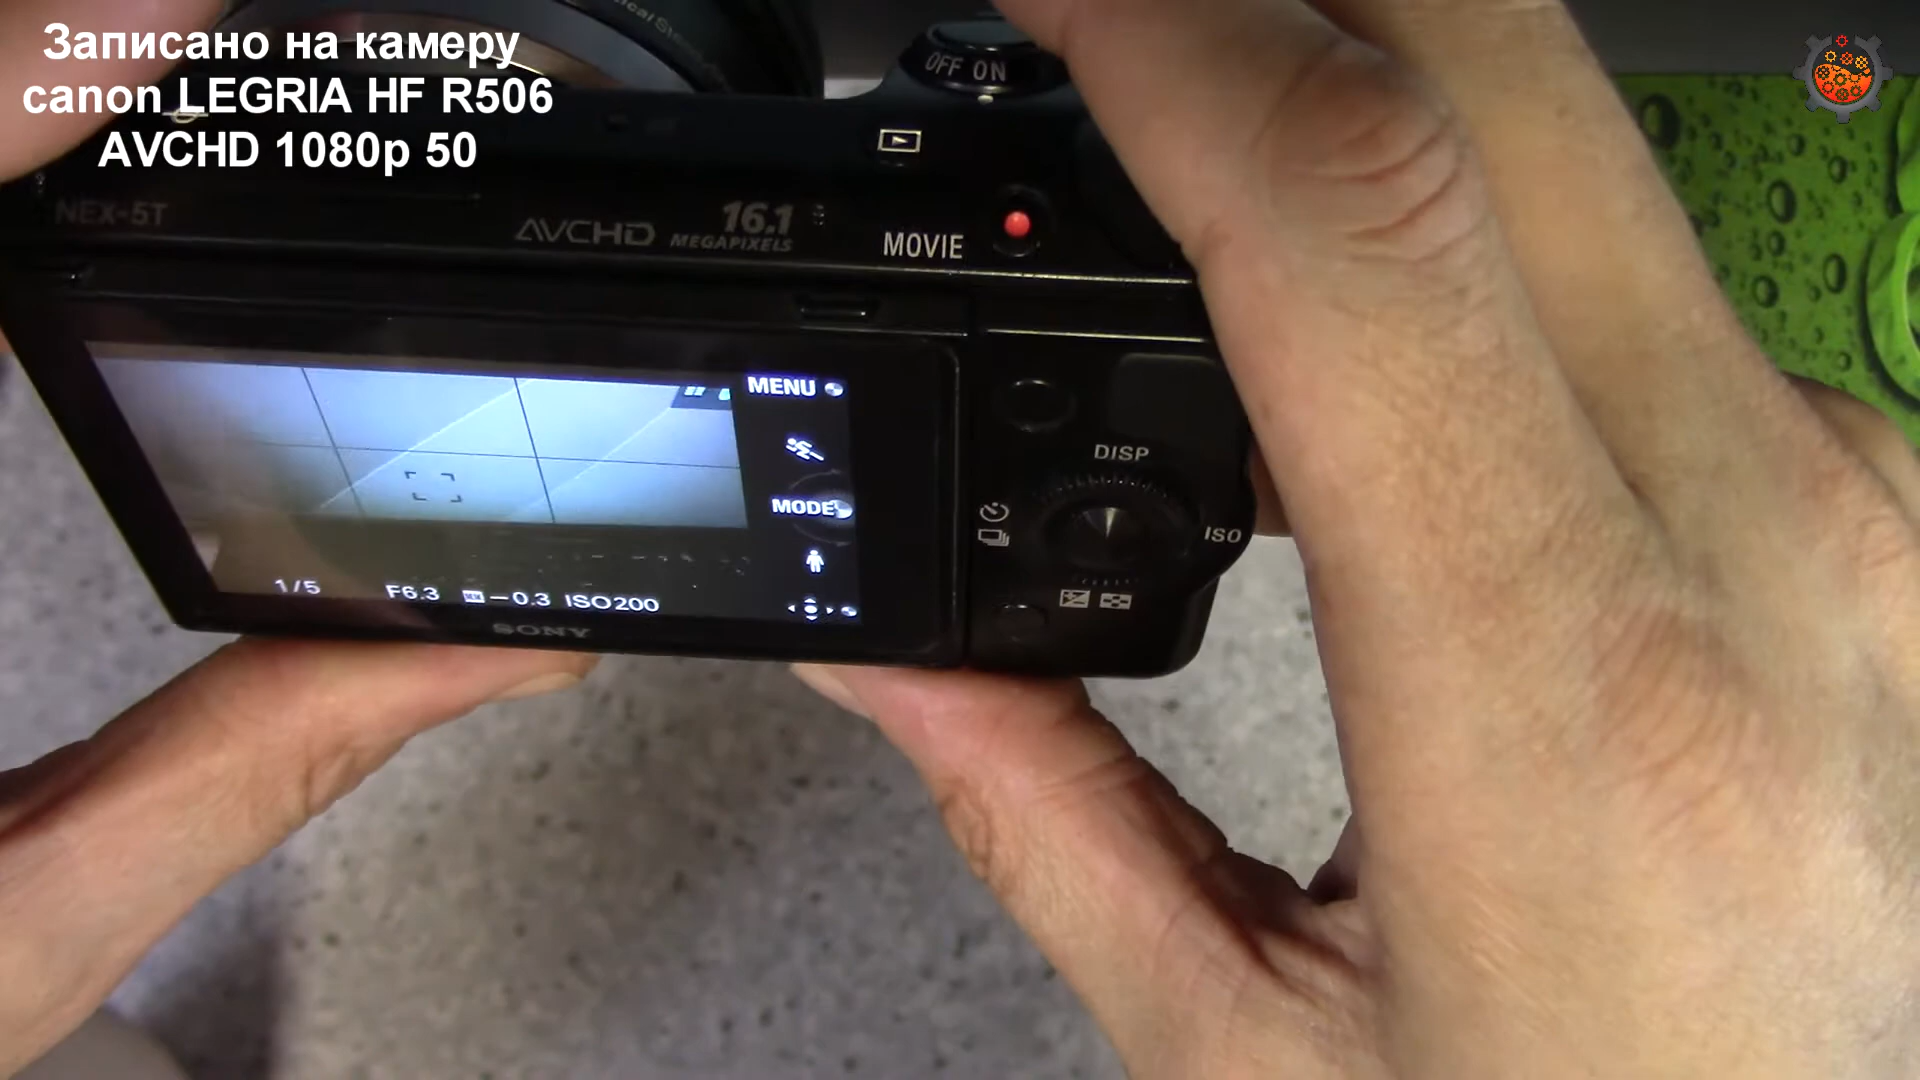 Записано на камеру
canon LEGRIA HF R506
AVCHD 1080p 50
OFF ON
NEX-5T
AVCHD
16.1
MEGAPIXELS
MOVIE
MENU
MODE
1/5 F6.3 −0.3 ISO200
SONY
DISP
ISO